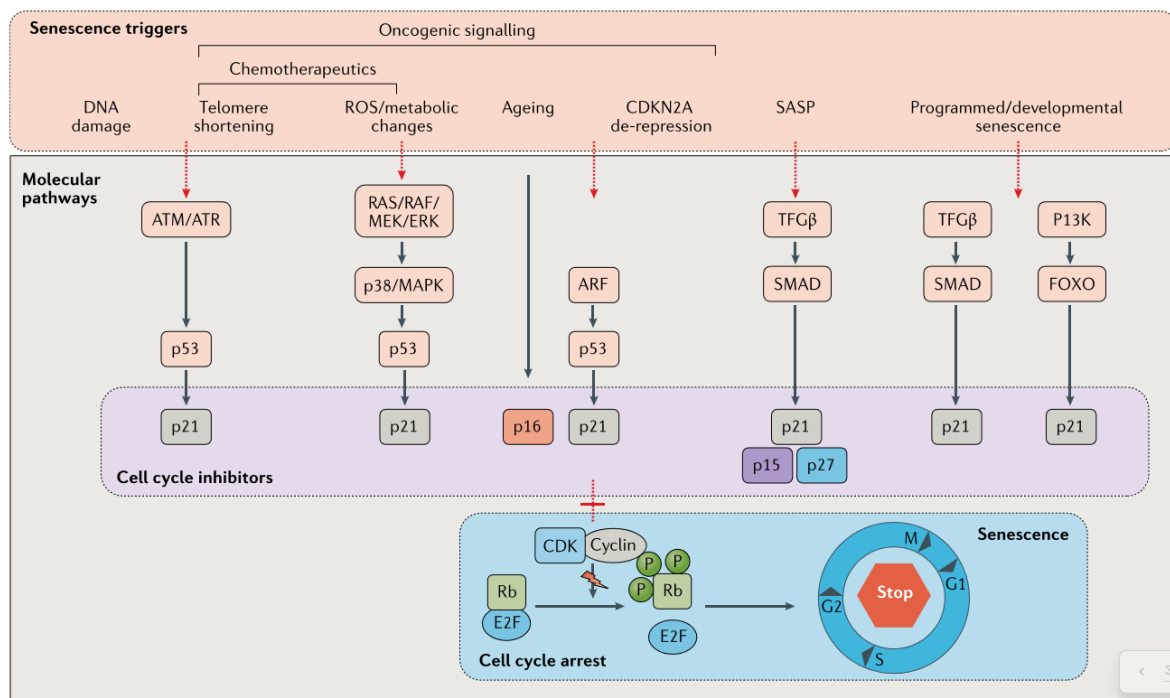 Senescence triggers
Oncogenic signalling
Chemotherapeutics
DNA
damage
Telomere
shortening
ROS/metabolic
changes
Ageing
CDKN2A
de-repression
SASP
Programmed/developmental
senescence
Molecular
pathways
ATM/ATR
RAS/RAF/
MEK/ERK
TFGβ
TFGβ
P13K
p38/MAPK
ARF
SMAD
SMAD
FOXO
p53
p53
p53
p21
p21
p16
p21
p21
p21
p21
p15
p27
Cell cycle inhibitors
Senescence
CDK
Cyclin
P
P
P
Rb
E2F
Rb
E2F
M
G1
G2
S
Stop
Cell cycle arrest
3